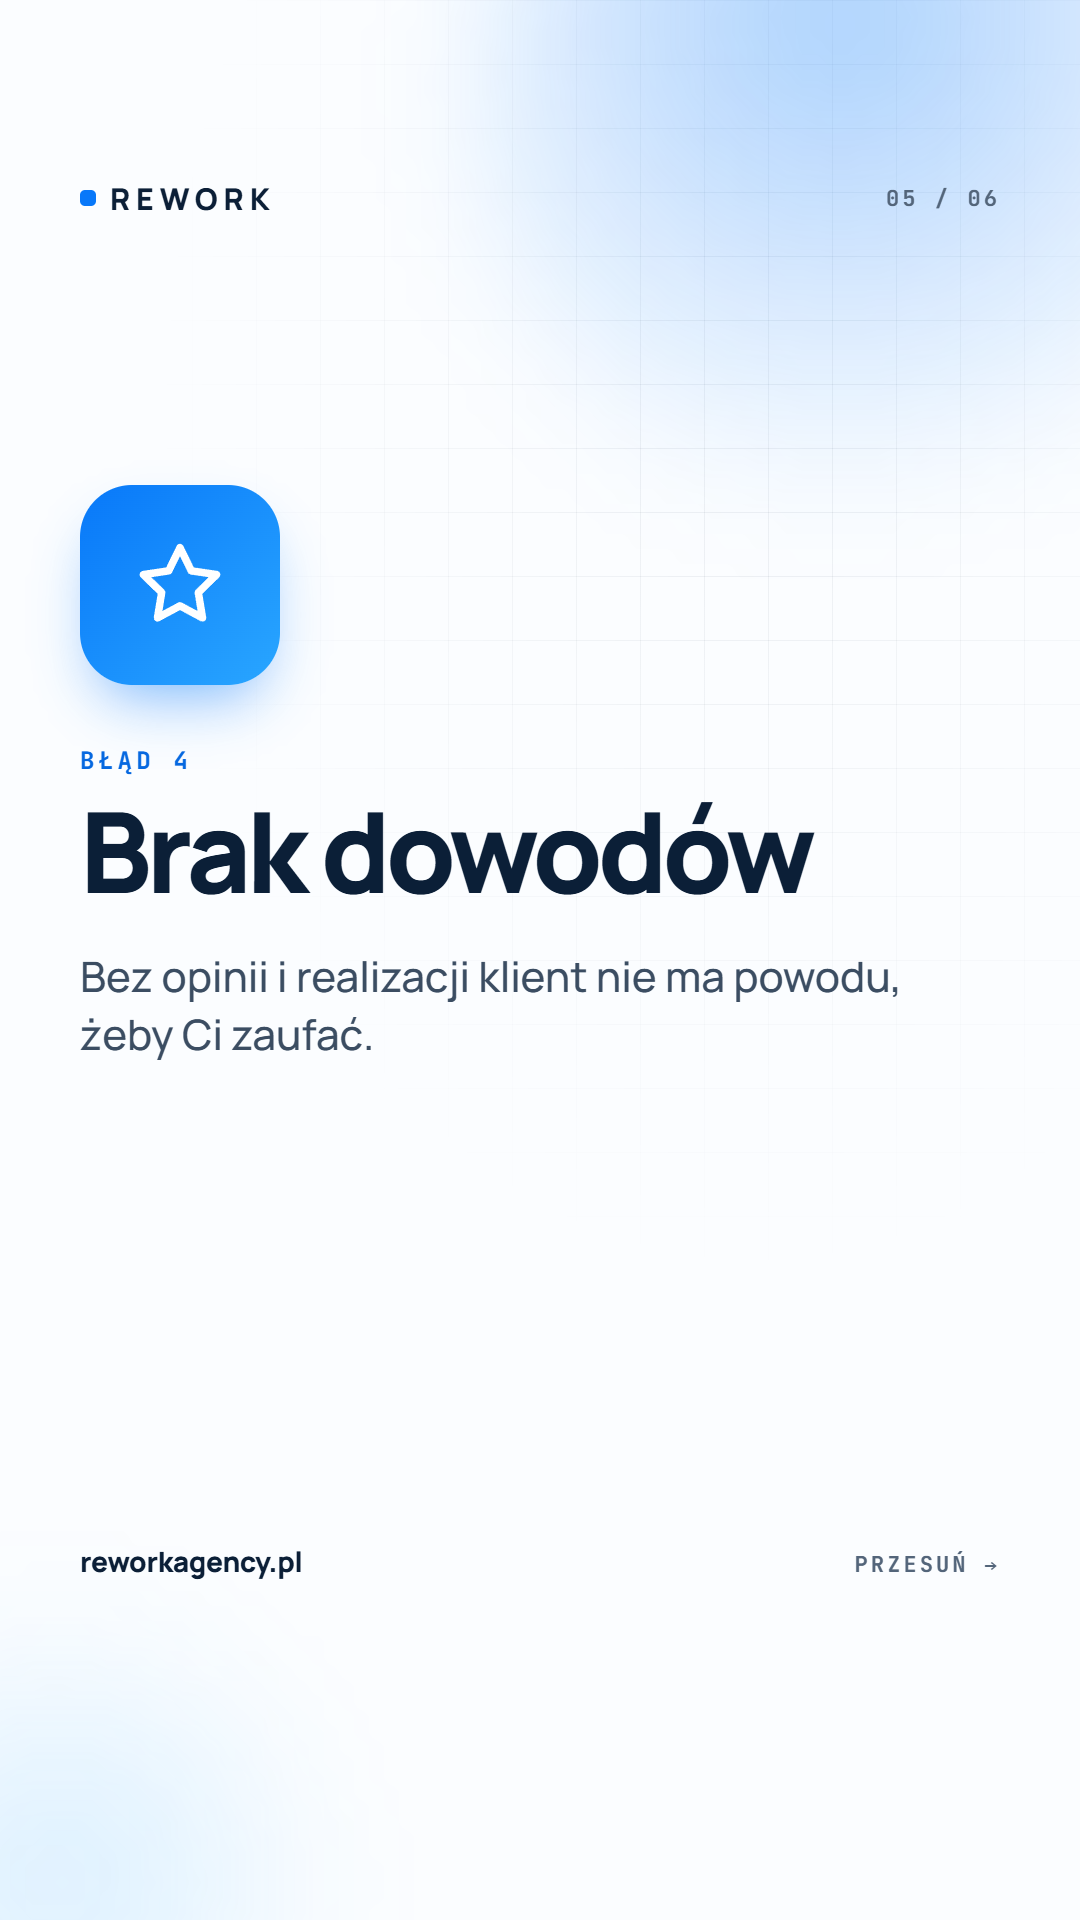 REWORK
05 / 06
BŁĄD 4
Brak dowodów
Bez opinii i realizacji klient nie ma powodu,
żeby Ci zaufać.
reworkagency.pl
PRZESUŃ →